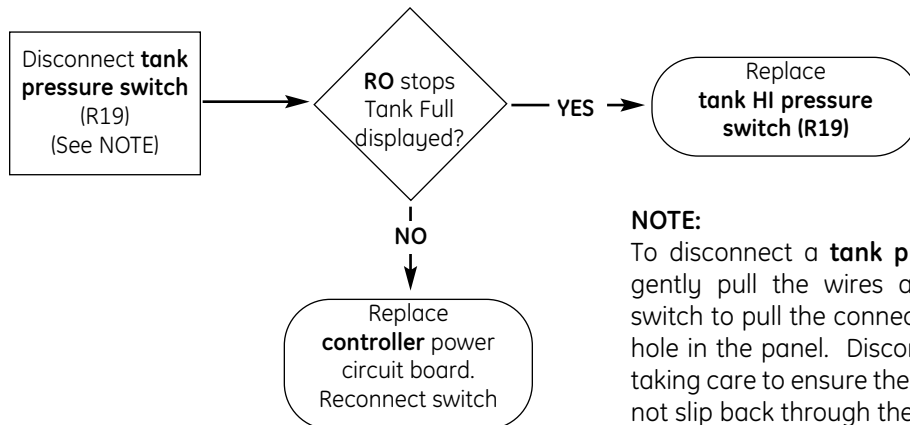 Disconnect tank
pressure switch
(R19)
(See NOTE)
RO stops
Tank Full
displayed?
YES
Replace
tank HI pressure
switch (R19)
NO
Replace
controller power
circuit board.
Reconnect switch
NOTE:
To disconnect a tank p
gently pull the wires a
switch to pull the connec
hole in the panel. Discon
taking care to ensure the
not slip back through the